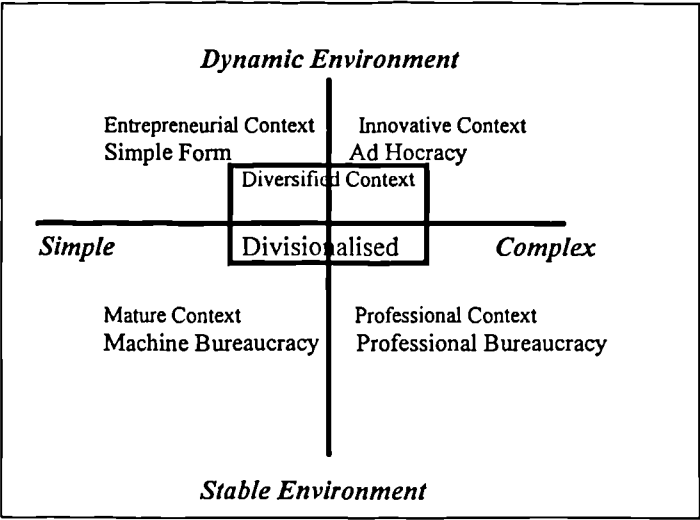 Dynamic Environment
Entrepreneurial Context
Innovative Context
Simple Form
Ad Hocracy
Diversified Context
Simple
Divisionalised
Complex
Mature Context
Professional Context
Machine Bureaucracy
Professional Bureaucracy
Stable Environment